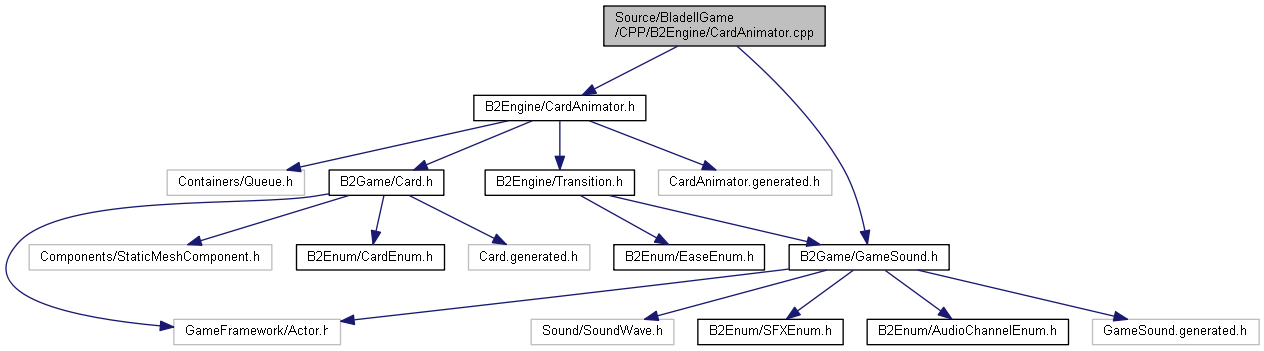 Source/BladeIIGame
/CPP/B2Engine/CardAnimator.cpp
B2Engine/CardAnimator.h
Containers/Queue.h
B2Game/Card.h
B2Engine/Transition.h
CardAnimator.generated.h
Components/StaticMeshComponent.h
B2Enum/CardEnum.h
Card.generated.h
B2Enum/EaseEnum.h
B2Game/GameSound.h
GameFramework/Actor.h
Sound/SoundWave.h
B2Enum/SFXEnum.h
B2Enum/AudioChannelEnum.h
GameSound.generated.h